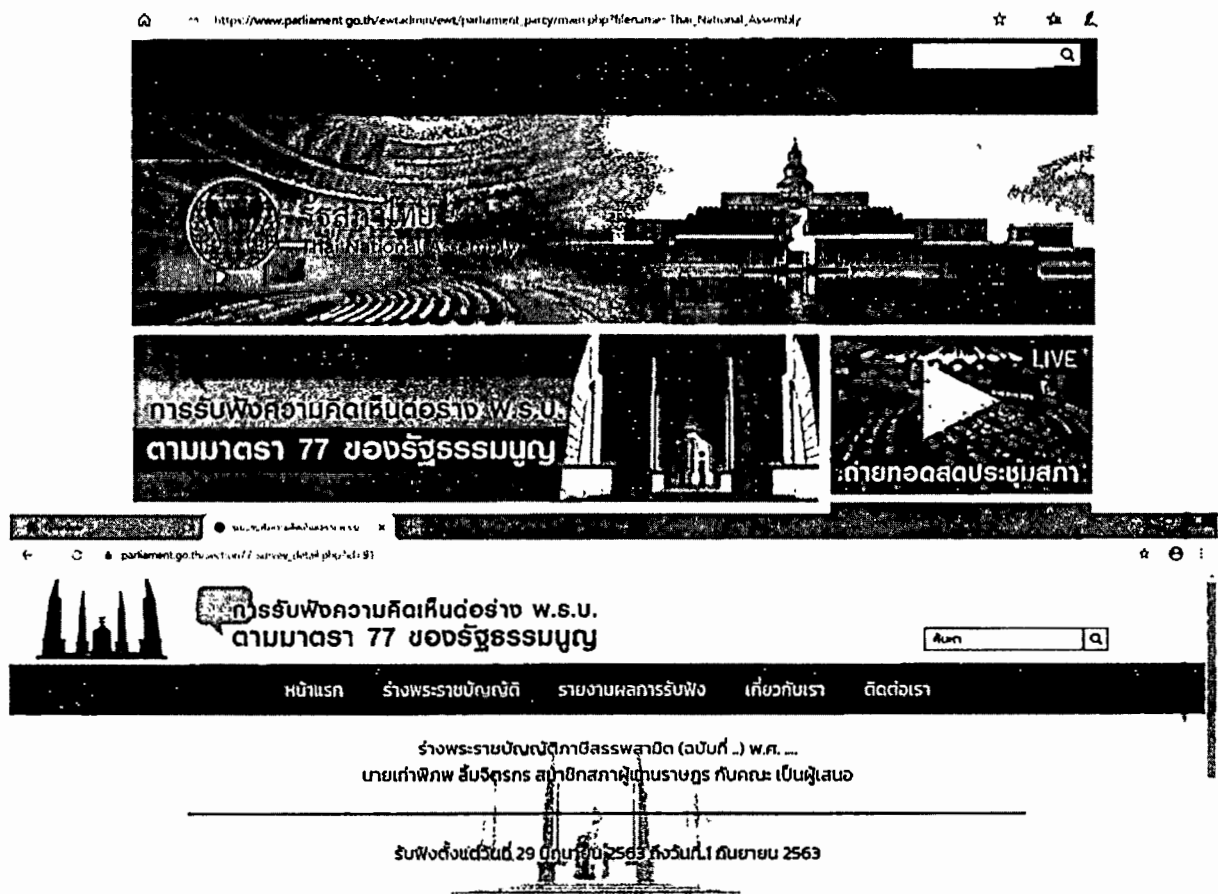 https://www.parliament.go.th/ewtadmin/ewt/parliament_parcy/main.php?filename=Thai_National_Assembly
รัฐสภาไทย
Thai National Assembly
การรับฟังความคิดเห็นต่อร่าง พ.ร.บ.
ตามมาตรา 77 ของรัฐธรรมนูญ
LIVE
ถ่ายทอดสดประชุมสภา
parliament.go.th/section77/survey_detail.php?id=91
การรับฟังความคิดเห็นต่อร่าง พ.ร.บ.
ตามมาตรา 77 ของรัฐธรรมนูญ
ค้นหา
หน้าแรก ร่างพระราชบัญญัติ รายงานผลการรับฟัง เกี่ยวกับเรา ติดต่อเรา
ร่างพระราชบัญญัติภาษีสรรพสามิต (ฉบับที่ ..) พ.ศ. ....
นายเท่าพิภพ ลิ้มจิตรกร สมาชิกสภาผู้แทนราษฎร กับคณะ เป็นผู้เสนอ
รับฟังตั้งแต่วันที่ 29 มิถุนายน 2563 ถึงวันที่ 1 กันยายน 2563